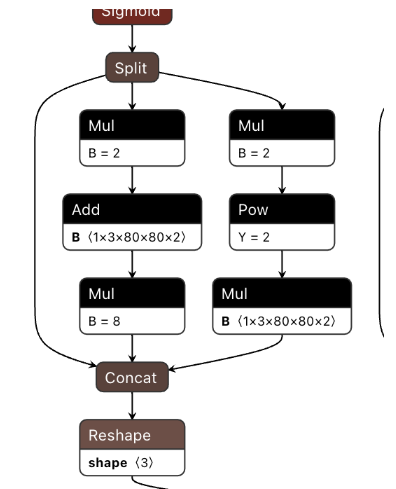 Sigmoid
Split
Mul
B = 2
Mul
B = 2
Add
B ⟨1×3×80×80×2⟩
Pow
Y = 2
Mul
B = 8
Mul
B ⟨1×3×80×80×2⟩
Concat
Reshape
shape ⟨3⟩